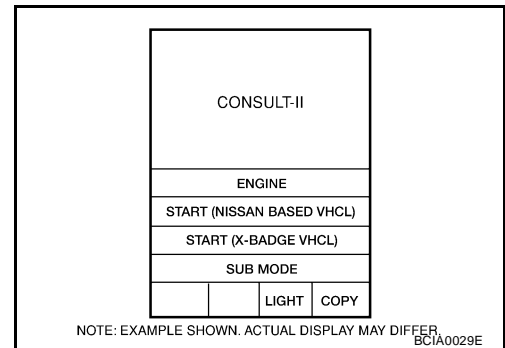 CONSULT-II
ENGINE
START (NISSAN BASED VHCL)
START (X-BADGE VHCL)
SUB MODE
LIGHT COPY
NOTE: EXAMPLE SHOWN. ACTUAL DISPLAY MAY DIFFER.
BCIA0029E